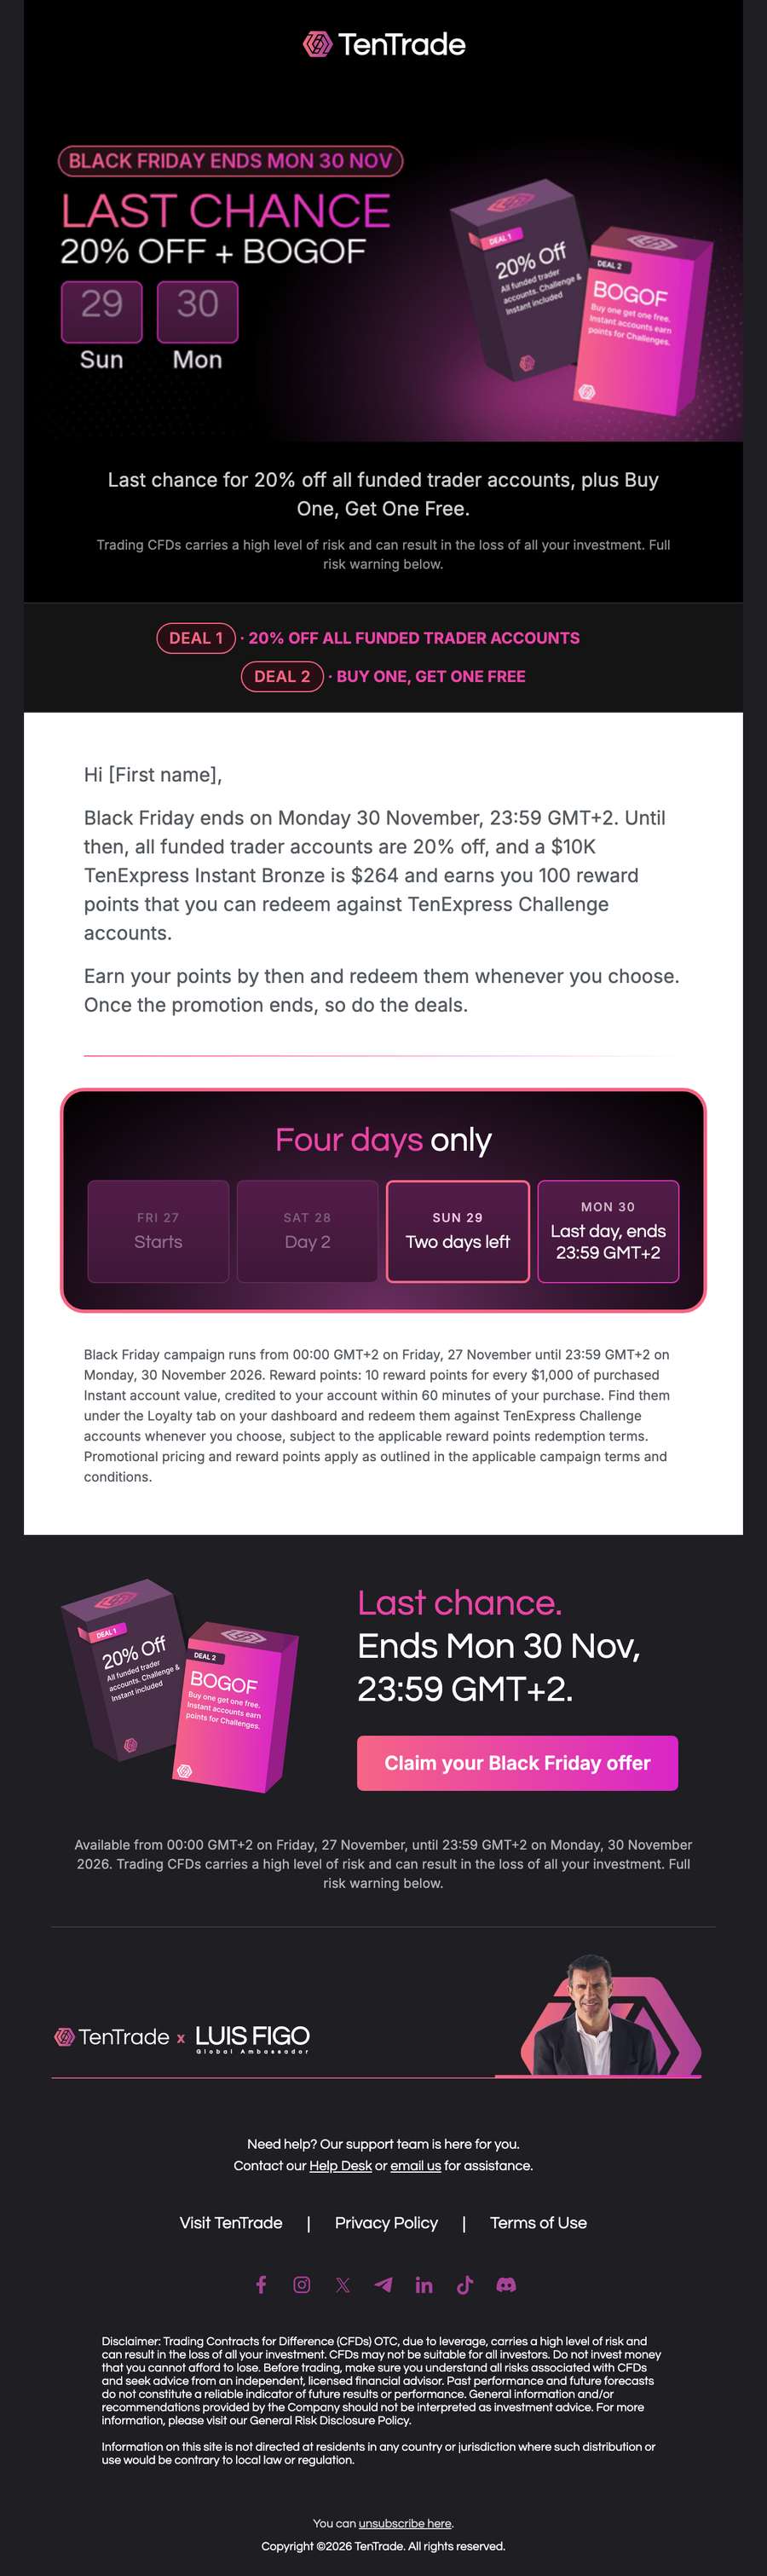 TenTrade
BLACK FRIDAY ENDS MON 30 NOV
LAST CHANCE
20% OFF + BOGOF
29
30
Sun
Mon
DEAL 1
20% Off
All funded trader
accounts. Challenge &
Instant included
DEAL 2
BOGOF
Buy one get one free.
Instant accounts earn
points for Challenges.
Last chance for 20% off all funded trader accounts, plus Buy
One, Get One Free.
Trading CFDs carries a high level of risk and can result in the loss of all your investment. Full
risk warning below.
DEAL 1 · 20% OFF ALL FUNDED TRADER ACCOUNTS
DEAL 2 · BUY ONE, GET ONE FREE
Hi [First name],
Black Friday ends on Monday 30 November, 23:59 GMT+2. Until
then, all funded trader accounts are 20% off, and a $10K
TenExpress Instant Bronze is $264 and earns you 100 reward
points that you can redeem against TenExpress Challenge
accounts.
Earn your points by then and redeem them whenever you choose.
Once the promotion ends, so do the deals.
Four days only
FRI 27
Starts
SAT 28
Day 2
SUN 29
Two days left
MON 30
Last day, ends
23:59 GMT+2
Black Friday campaign runs from 00:00 GMT+2 on Friday, 27 November until 23:59 GMT+2 on
Monday, 30 November 2026. Reward points: 10 reward points for every $1,000 of purchased
Instant account value, credited to your account within 60 minutes of your purchase. Find them
under the Loyalty tab on your dashboard and redeem them against TenExpress Challenge
accounts whenever you choose, subject to the applicable reward points redemption terms.
Promotional pricing and reward points apply as outlined in the applicable campaign terms and
conditions.
DEAL 1
20% Off
All funded trader
accounts. Challenge &
Instant included
DEAL 2
BOGOF
Buy one get one free.
Instant accounts earn
points for Challenges.
Last chance.
Ends Mon 30 Nov,
23:59 GMT+2.
Claim your Black Friday offer
Available from 00:00 GMT+2 on Friday, 27 November, until 23:59 GMT+2 on Monday, 30 November
2026. Trading CFDs carries a high level of risk and can result in the loss of all your investment. Full
risk warning below.
TenTrade x LUIS FIGO
Global Ambassador
Need help? Our support team is here for you.
Contact our Help Desk or email us for assistance.
Visit TenTrade | Privacy Policy | Terms of Use
Disclaimer: Trading Contracts for Difference (CFDs) OTC, due to leverage, carries a high level of risk and
can result in the loss of all your investment. CFDs may not be suitable for all investors. Do not invest money
that you cannot afford to lose. Before trading, make sure you understand all risks associated with CFDs
and seek advice from an independent, licensed financial advisor. Past performance and future forecasts
do not constitute a reliable indicator of future results or performance. General information and/or
recommendations provided by the Company should not be interpreted as investment advice. For more
information, please visit our General Risk Disclosure Policy.
Information on this site is not directed at residents in any country or jurisdiction where such distribution or
use would be contrary to local law or regulation.
You can unsubscribe here.
Copyright ©2026 TenTrade. All rights reserved.